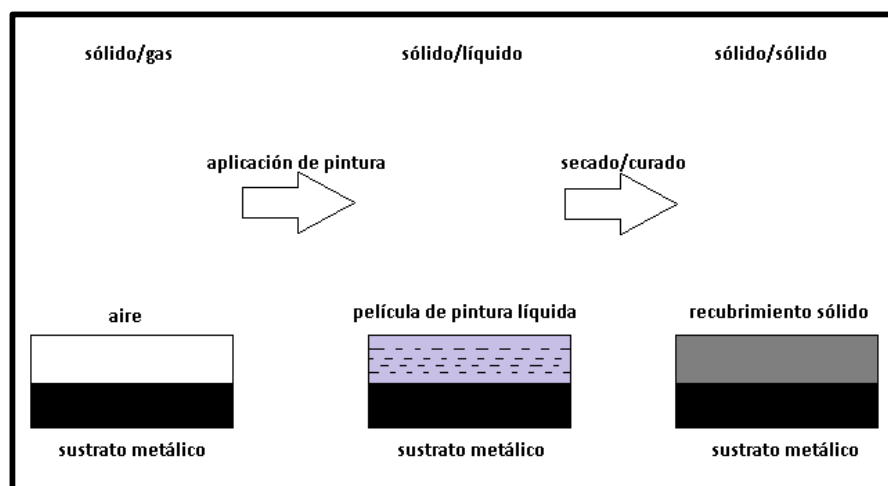 sólido/gas
sólido/líquido
sólido/sólido
aplicación de pintura
secado/curado
aire
película de pintura líquida
recubrimiento sólido
sustrato metálico
sustrato metálico
sustrato metálico